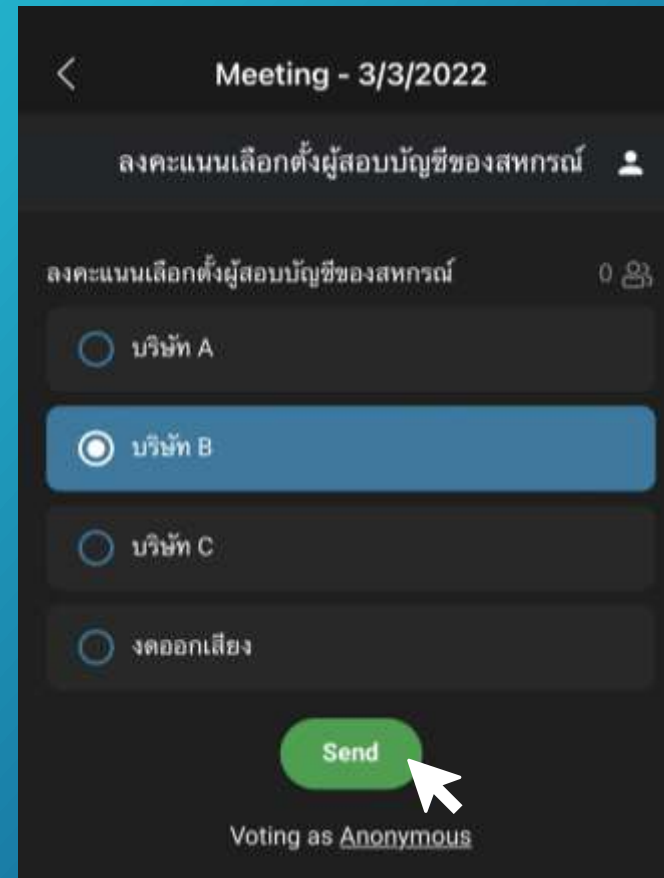 Meeting - 3/3/2022
ลงคะแนนเลือกตั้งผู้สอบบัญชีของสหกรณ์
ลงคะแนนเลือกตั้งผู้สอบบัญชีของสหกรณ์ 0
บริษัท A
บริษัท B
บริษัท C
งดออกเสียง
Send
Voting as Anonymous